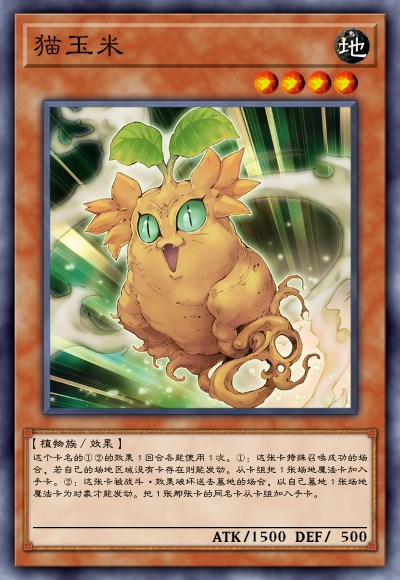 猫玉米
地
【植物族／效果】
这个卡名的①②的效果1回合各能使用1次。①：这张卡特殊召唤成功的场
合，若自己的场地区域没有卡存在则能发动。从卡组把1张场地魔法卡加入
手卡。②：这张卡被战斗·效果破坏送去墓地的场合，以自己墓地1张场地
魔法卡为对象才能发动。把1张那张卡的同名卡从卡组加入手卡。
ATK/1500 DEF/ 500